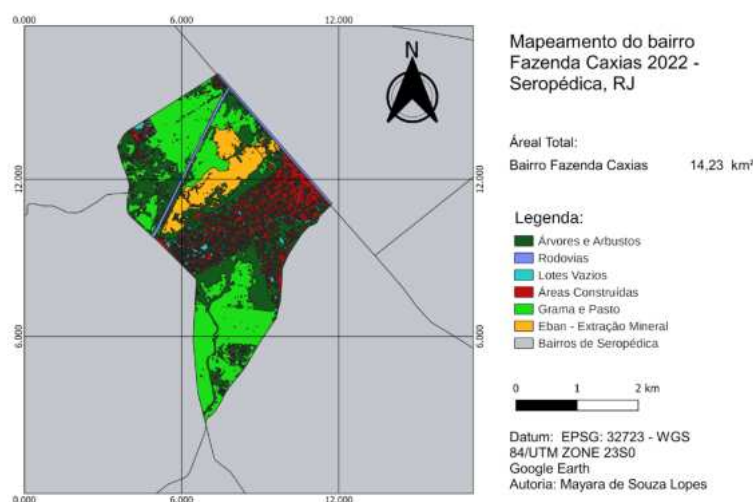 0.000 6.000 12.000
N
12.000 12.000
6.000 6.000
0.000 6.000 12.000
Mapeamento do bairro
Fazenda Caxias 2022 -
Seropédica, RJ
Áreal Total:
Bairro Fazenda Caxias 14,23 km²
Legenda:
Árvores e Arbustos
Rodovias
Lotes Vazios
Áreas Construídas
Grama e Pasto
Eban - Extração Mineral
Bairros de Seropédica
0 1 2 km
Datum: EPSG: 32723 - WGS
84/UTM ZONE 23S0
Google Earth
Autoria: Mayara de Souza Lopes